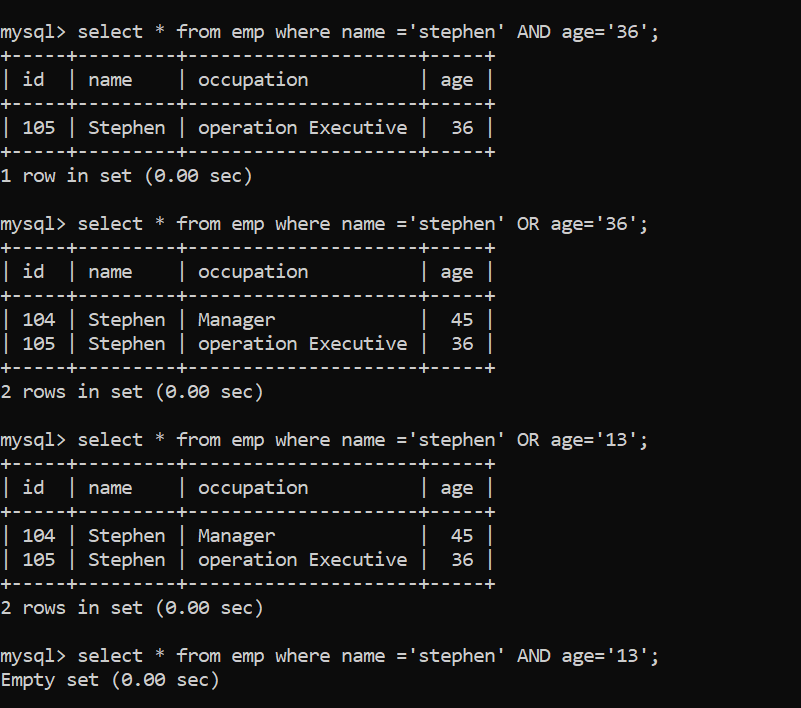 mysql> select * from emp where name ='stephen' AND age='36';
+-----+---------+---------------------+-----+
| id  | name    | occupation          | age |
+-----+---------+---------------------+-----+
| 105 | Stephen | operation Executive |  36 |
+-----+---------+---------------------+-----+
1 row in set (0.00 sec)

mysql> select * from emp where name ='stephen' OR age='36';
+-----+---------+---------------------+-----+
| id  | name    | occupation          | age |
+-----+---------+---------------------+-----+
| 104 | Stephen | Manager             |  45 |
| 105 | Stephen | operation Executive |  36 |
+-----+---------+---------------------+-----+
2 rows in set (0.00 sec)

mysql> select * from emp where name ='stephen' OR age='13';
+-----+---------+---------------------+-----+
| id  | name    | occupation          | age |
+-----+---------+---------------------+-----+
| 104 | Stephen | Manager             |  45 |
| 105 | Stephen | operation Executive |  36 |
+-----+---------+---------------------+-----+
2 rows in set (0.00 sec)

mysql> select * from emp where name ='stephen' AND age='13';
Empty set (0.00 sec)